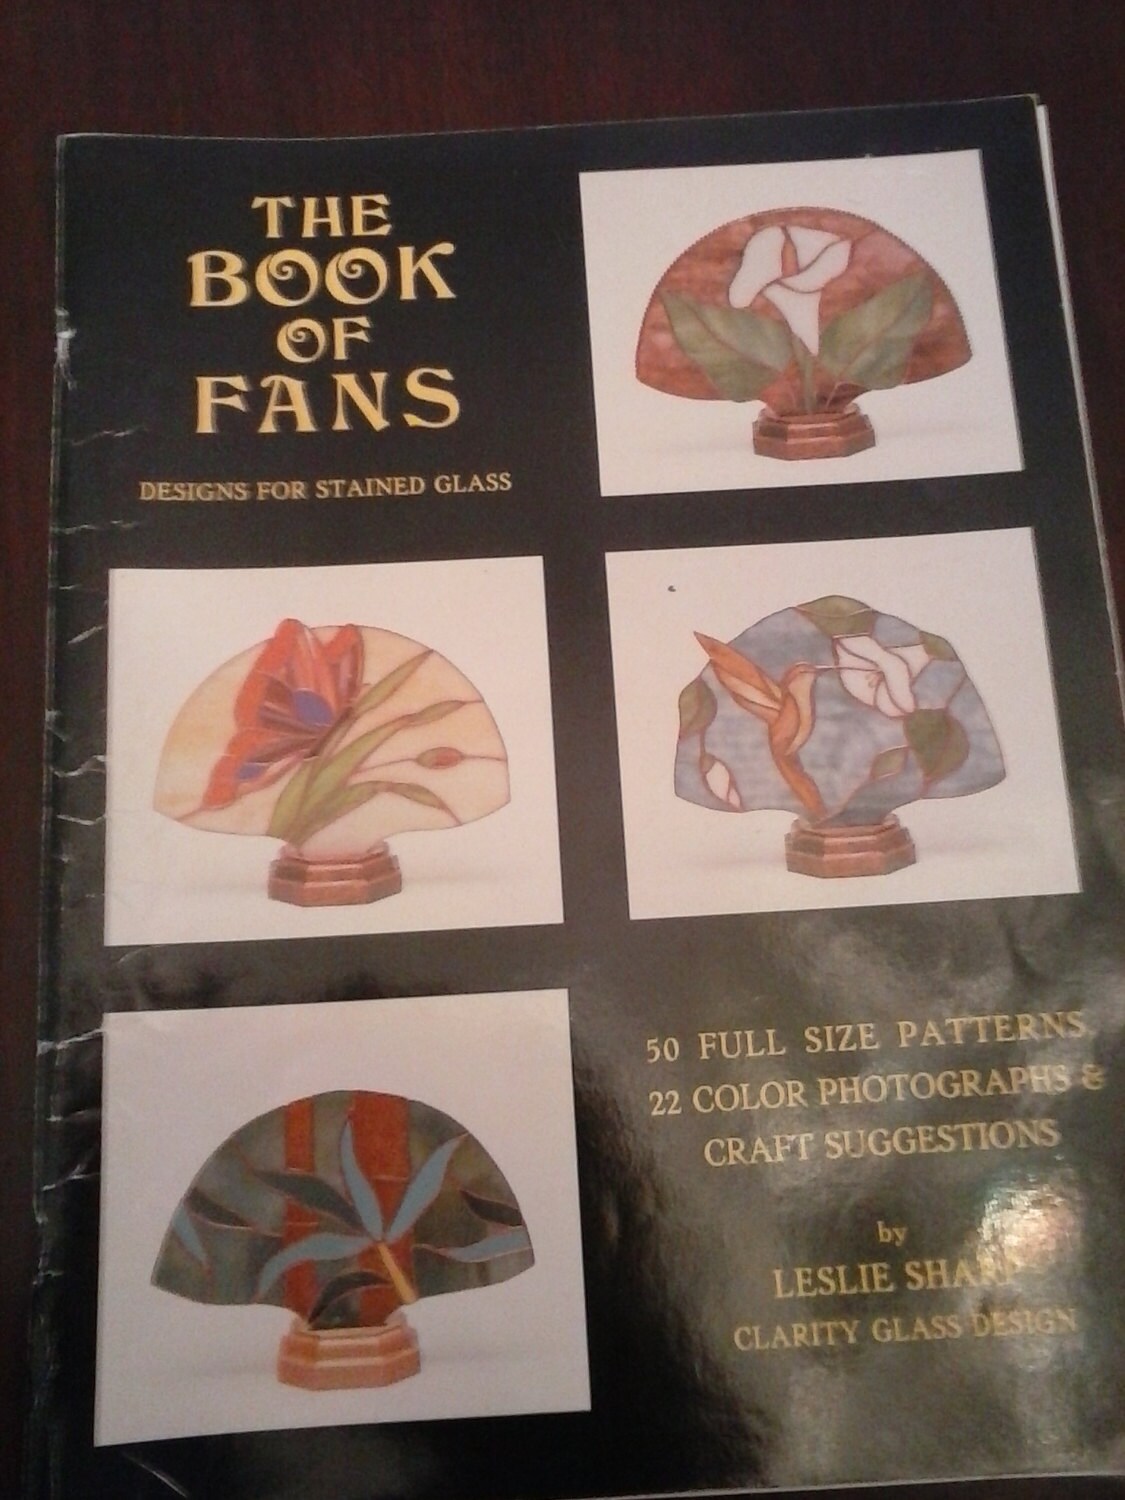 THE
BOOK
OF
FANS
DESIGNS FOR STAINED GLASS
50 FULL SIZE PATTERNS
22 COLOR PHOTOGRAPHS &
CRAFT SUGGESTIONS
by
LESLIE
CLARITY GLASS DESIGN